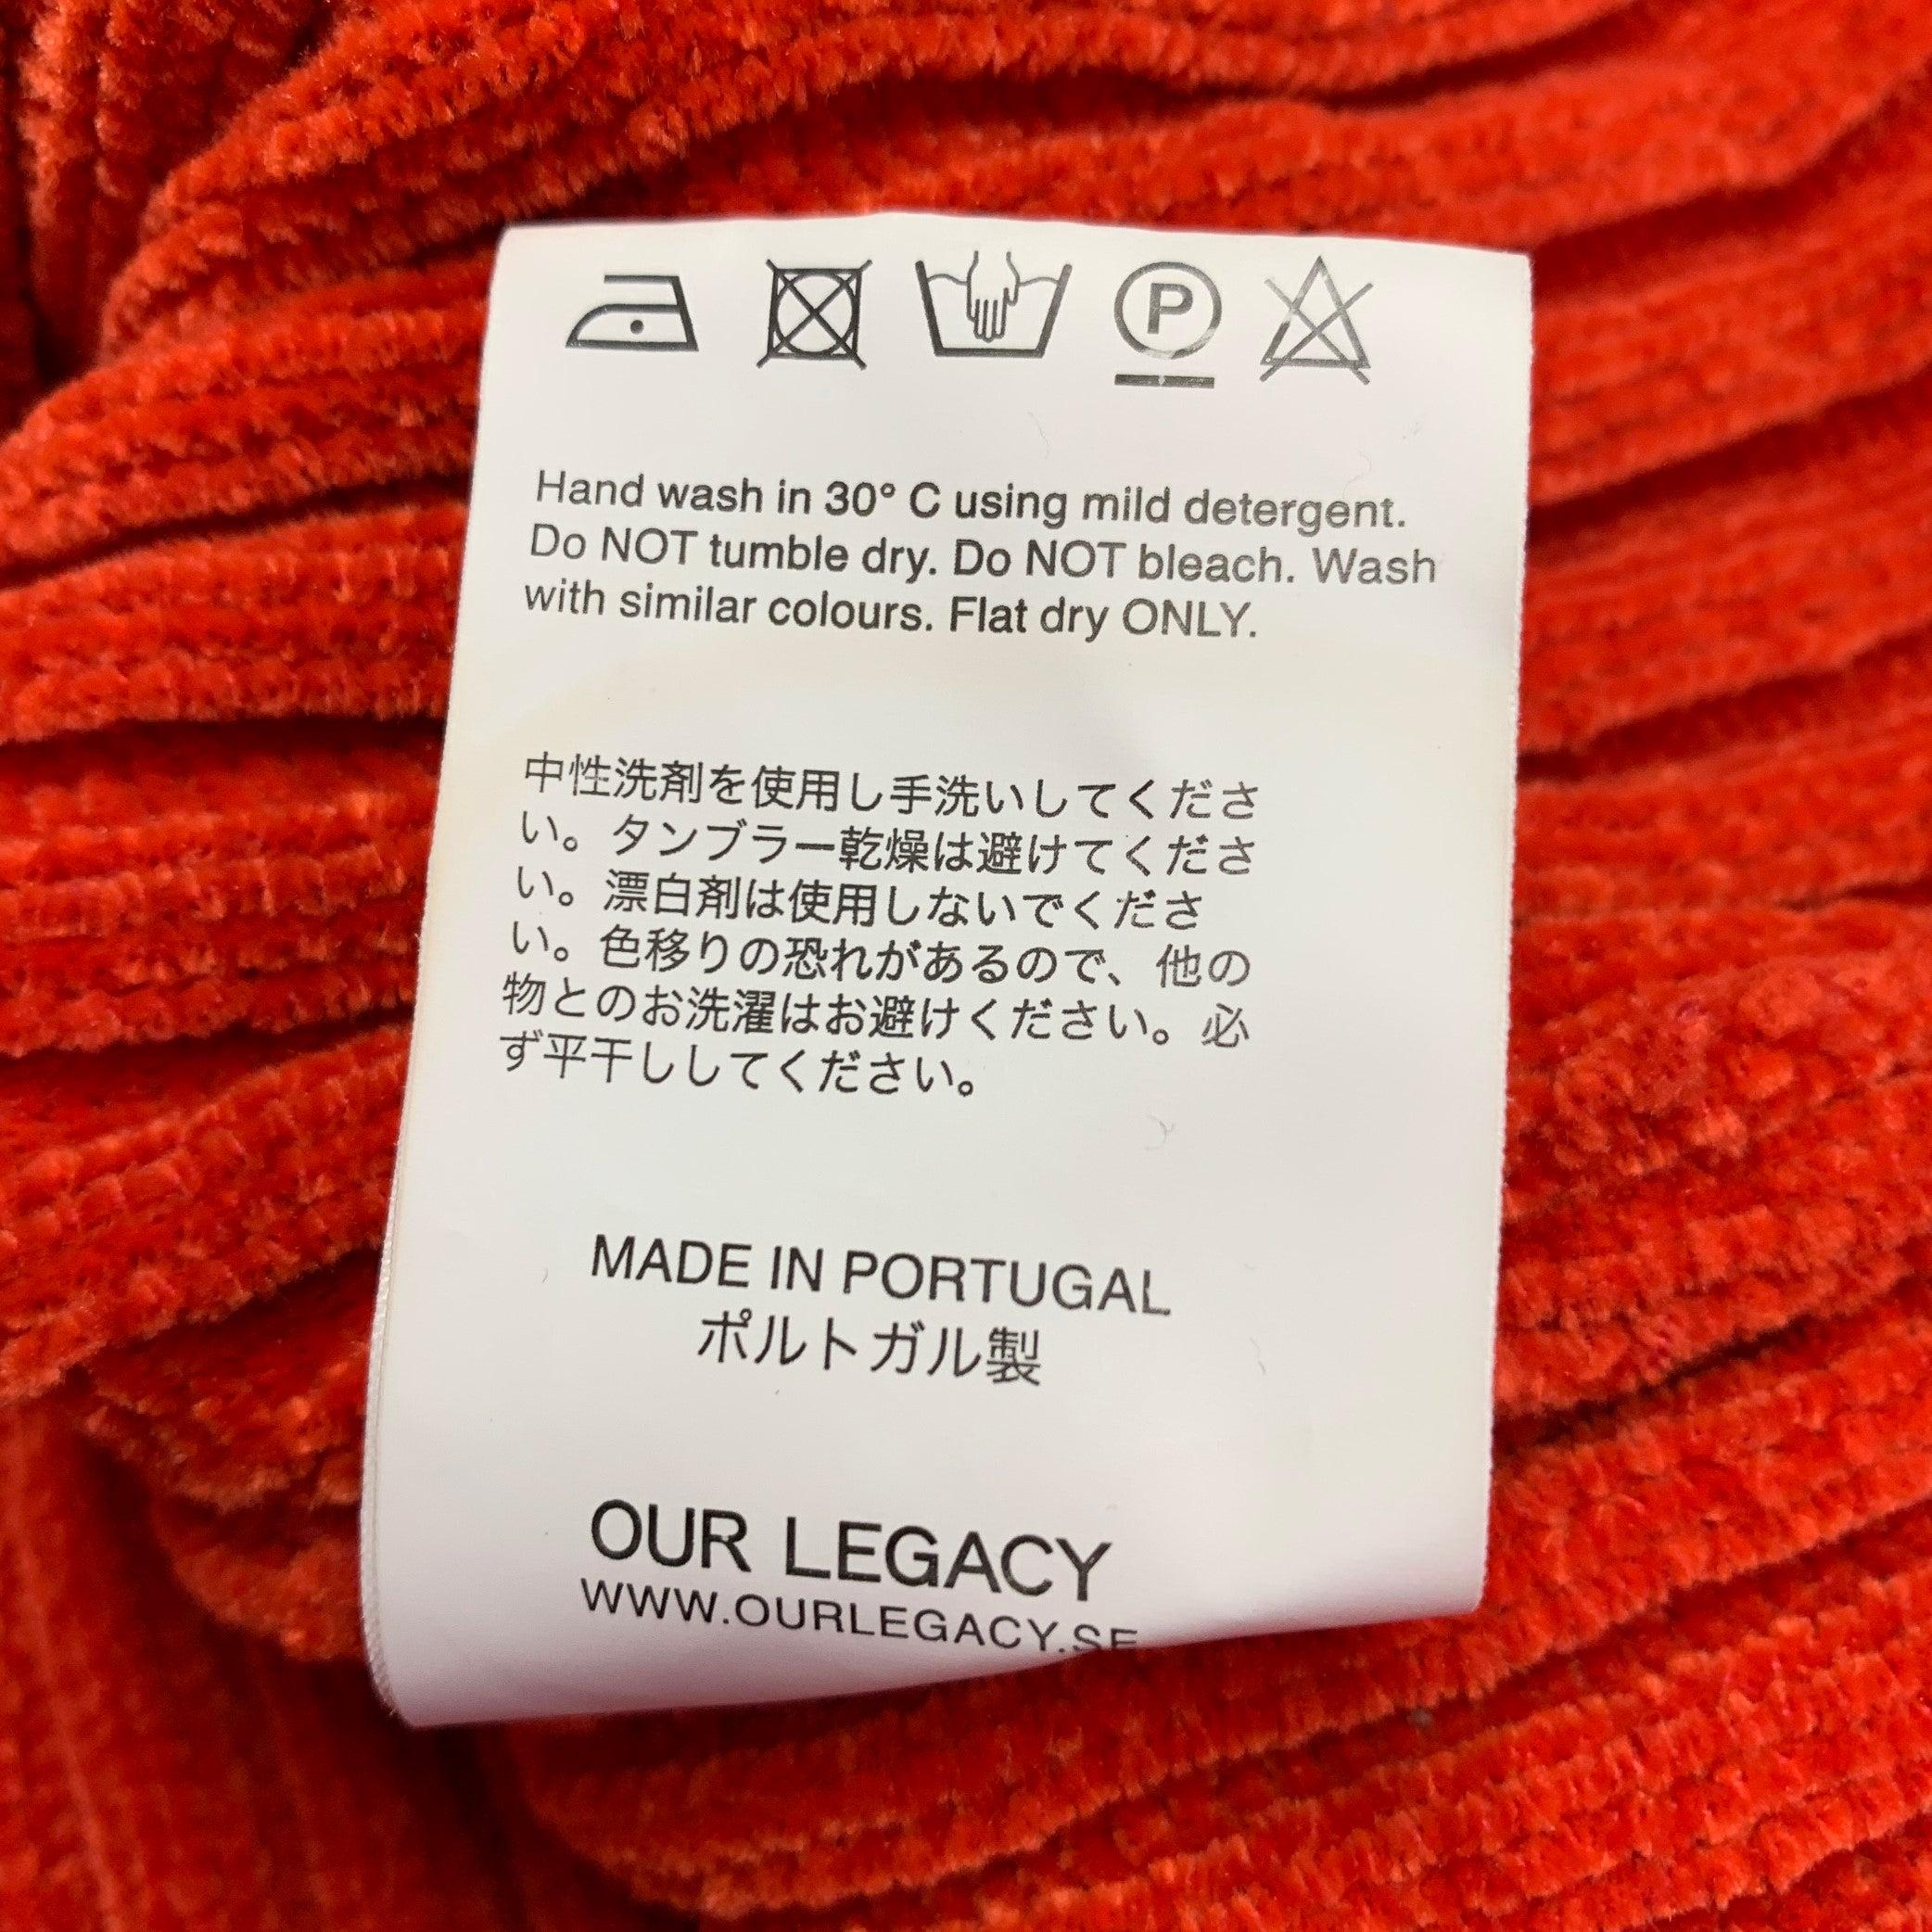 P
Hand wash in 30° C using mild detergent.
Do NOT tumble dry. Do NOT bleach. Wash
with similar colours. Flat dry ONLY.
中性洗剤を使用し手洗いしてくださ
い。タンブラー乾燥は避けてくださ
い。漂白剤は使用しないでくださ
い。色移りの恐れがあるので、他の
物とのお洗濯はお避けください。必
ず平干ししてください。
MADE IN PORTUGAL
ポルトガル製
OUR LEGACY
WWW.OURLEGACY.SE